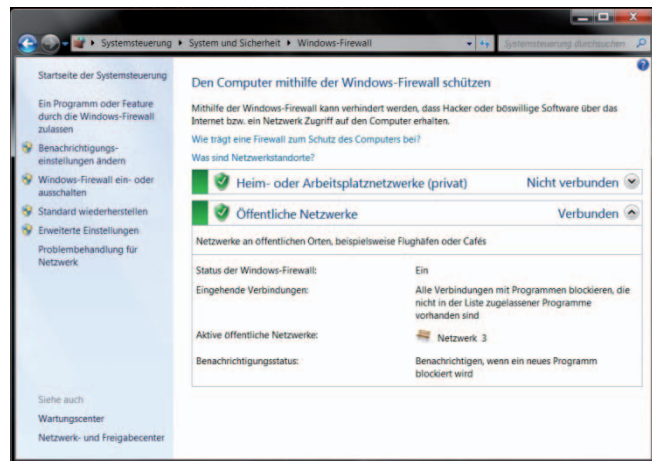 Systemsteuerung System und Sicherheit Windows-Firewall
Systemsteuerung durchsuchen
Startseite der Systemsteuerung
Ein Programm oder Feature
durch die Windows-Firewall
zulassen
Benachrichtigungs-
einstellungen ändern
Windows-Firewall ein- oder
ausschalten
Standard wiederherstellen
Erweiterte Einstellungen
Problembehandlung für
Netzwerk
Siehe auch
Wartungscenter
Netzwerk- und Freigabecenter
Den Computer mithilfe der Windows-Firewall schützen
Mithilfe der Windows-Firewall kann verhindert werden, dass Hacker oder böswillige Software über das
Internet bzw. ein Netzwerk Zugriff auf den Computer erhalten.
Wie trägt eine Firewall zum Schutz des Computers bei?
Was sind Netzwerkstandorte?
Heim- oder Arbeitsplatznetzwerke (privat) Nicht verbunden
Öffentliche Netzwerke Verbunden
Netzwerke an öffentlichen Orten, beispielsweise Flughäfen oder Cafés
Status der Windows-Firewall: Ein
Eingehende Verbindungen: Alle Verbindungen mit Programmen blockieren, die
nicht in der Liste zugelassener Programme
vorhanden sind
Aktive öffentliche Netzwerke: Netzwerk 3
Benachrichtigungsstatus: Benachrichtigen, wenn ein neues Programm
blockiert wird